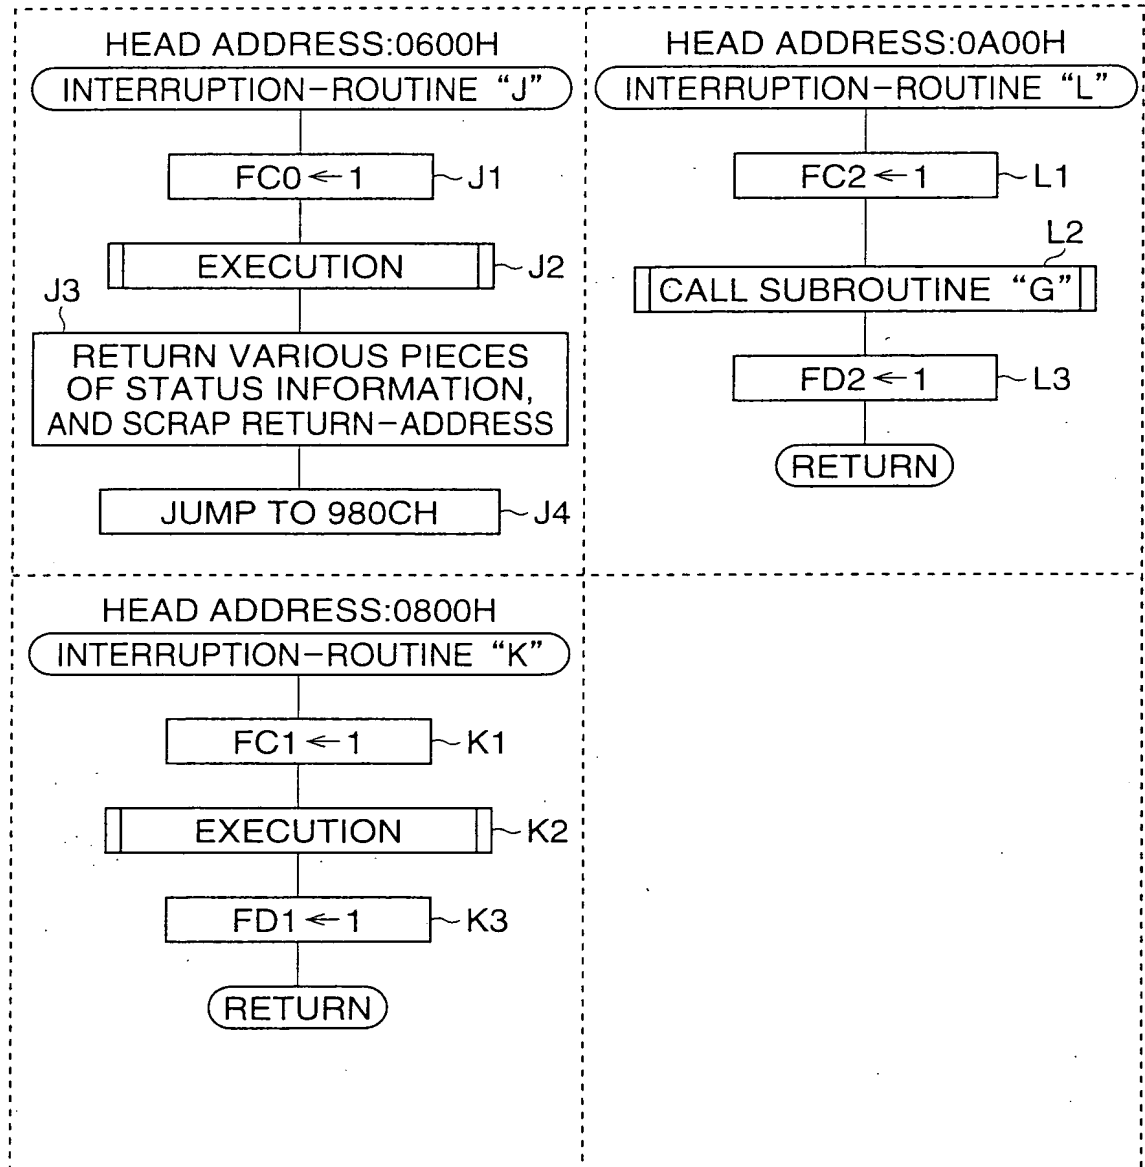 HEAD ADDRESS:0600H
INTERRUPTION-ROUTINE “J”
FC0←1
J1
EXECUTION
J2
J3
RETURN VARIOUS PIECES
OF STATUS INFORMATION,
AND SCRAP RETURN-ADDRESS
JUMP TO 980CH
J4
HEAD ADDRESS:0A00H
INTERRUPTION-ROUTINE “L”
FC2←1
L1
L2
CALL SUBROUTINE “G”
FD2←1
L3
RETURN
HEAD ADDRESS:0800H
INTERRUPTION-ROUTINE “K”
FC1←1
K1
EXECUTION
K2
FD1←1
K3
RETURN